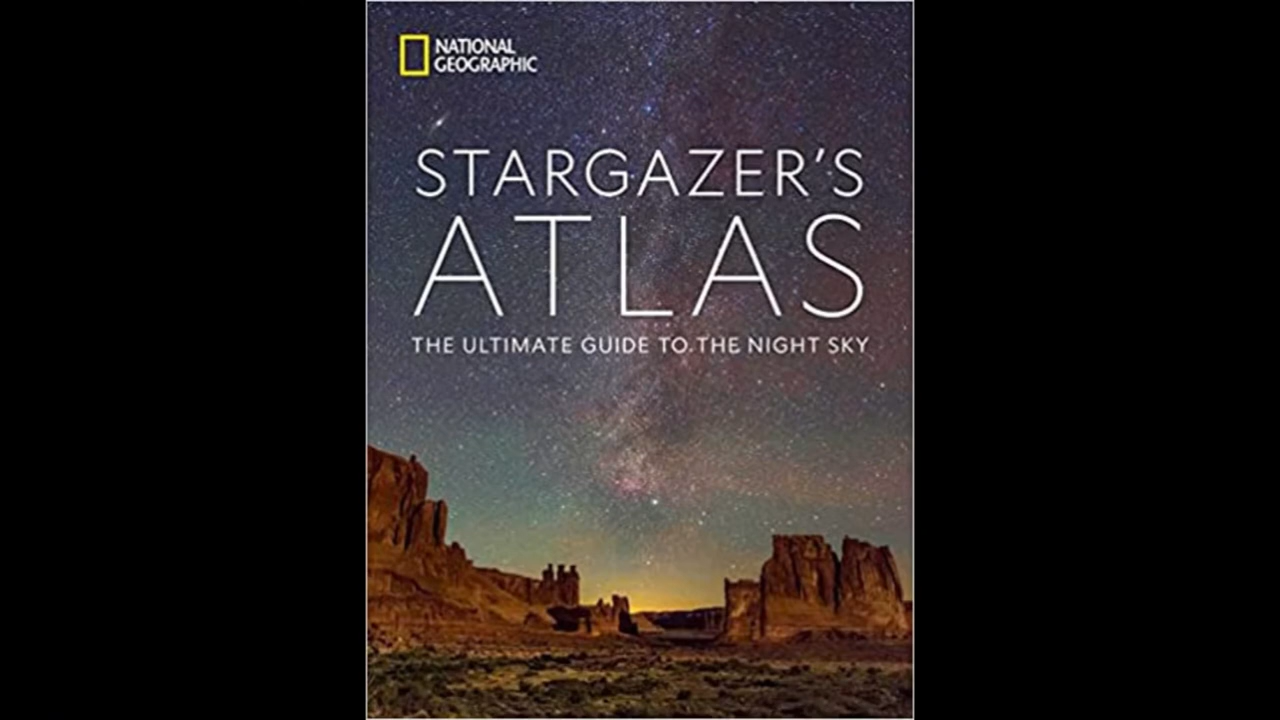 NATIONAL
GEOGRAPHIC
STARGAZER'S
ATLAS
THE ULTIMATE GUIDE TO THE NIGHT SKY